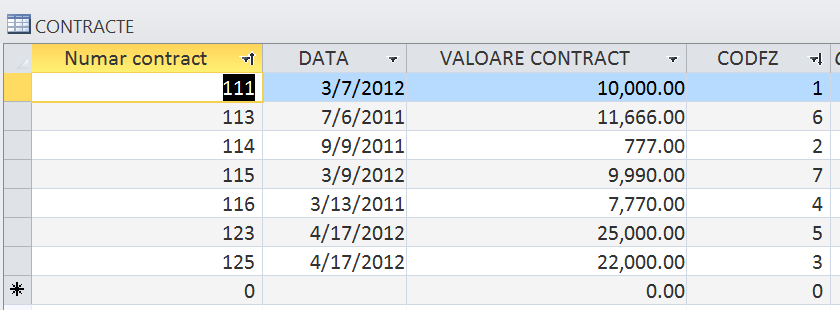 CONTRACTE
Numar contract DATA VALOARE CONTRACT CODFZ
111 3/7/2012 10,000.00 1
113 7/6/2011 11,666.00 6
114 9/9/2011 777.00 2
115 3/9/2012 9,990.00 7
116 3/13/2011 7,770.00 4
123 4/17/2012 25,000.00 5
125 4/17/2012 22,000.00 3
0 0.00 0